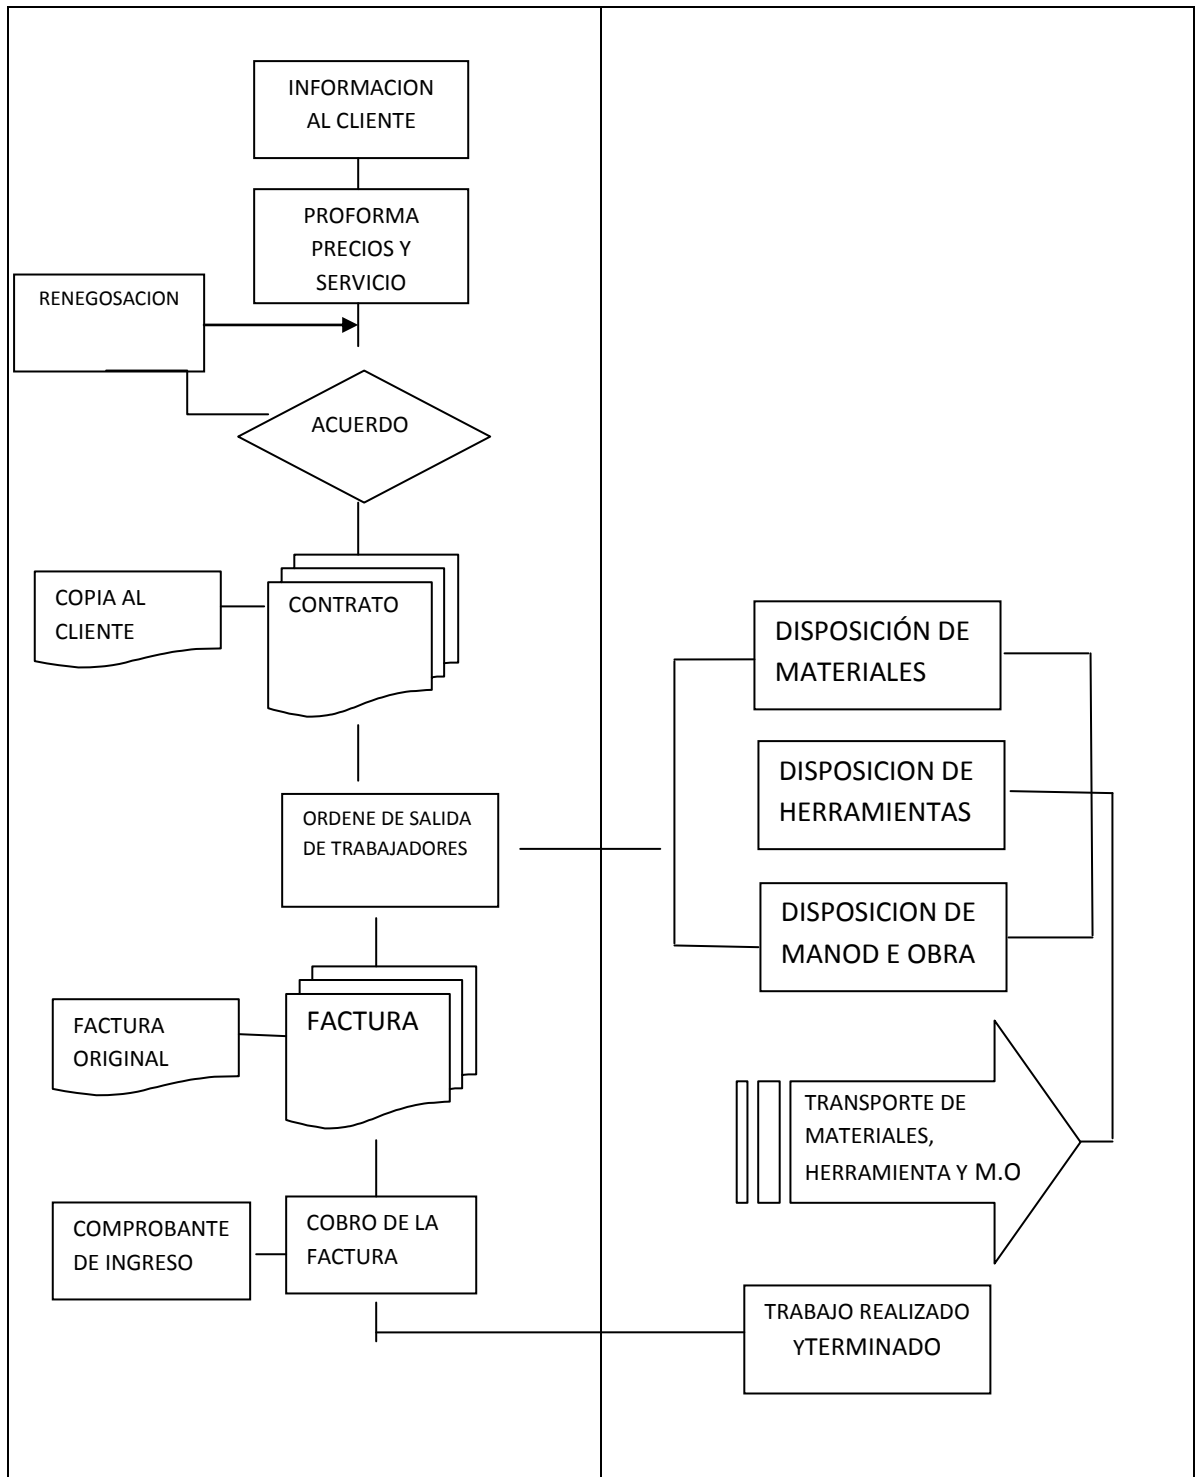 INFORMACION
AL CLIENTE
PROFORMA
PRECIOS Y
SERVICIO
RENEGOSACION
ACUERDO
COPIA AL
CLIENTE
CONTRATO
ORDENE DE SALIDA
DE TRABAJADORES
FACTURA
ORIGINAL
FACTURA
COMPROBANTE
DE INGRESO
COBRO DE LA
FACTURA
DISPOSICIÓN DE
MATERIALES
DISPOSICION DE
HERRAMIENTAS
DISPOSICION DE
MANOD E OBRA
TRANSPORTE DE
MATERIALES,
HERRAMIENTA Y M.O
TRABAJO REALIZADO
YTERMINADO